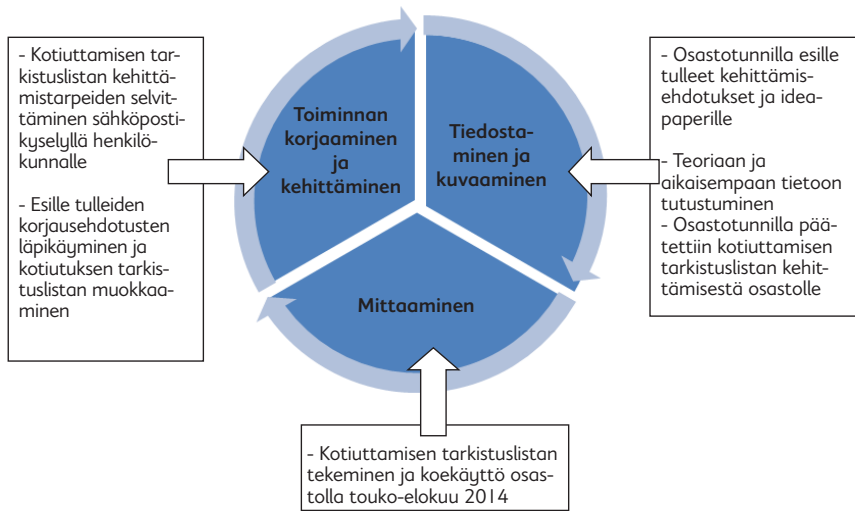 - Kotiuttamisen tar-
kistuslistan kehittä-
mistarpeiden selvit-
täminen sähköposti-
kyselyllä henkilö-
kunnalle
- Esille tulleiden
korjausehdotusten
läpikäyminen ja
kotiutuksen tarkis-
tuslistan muokkaa-
minen
Toiminnan
korjaaminen
ja
kehittäminen
Tiedosta-
minen ja
kuvaaminen
- Osastotunnilla esille
tulleet kehittämis-
ehdotukset ja idea-
paperille
- Teoriaan ja
aikaisempaan tietoon
tutustuminen
- Osastotunnilla pää-
tettiin kotiuttamisen
tarkistuslistan kehit-
tämisestä osastolle
Mittaaminen
- Kotiuttamisen tarkistuslistan
tekeminen ja koekäyttö osas-
tolla touko-elokuu 2014